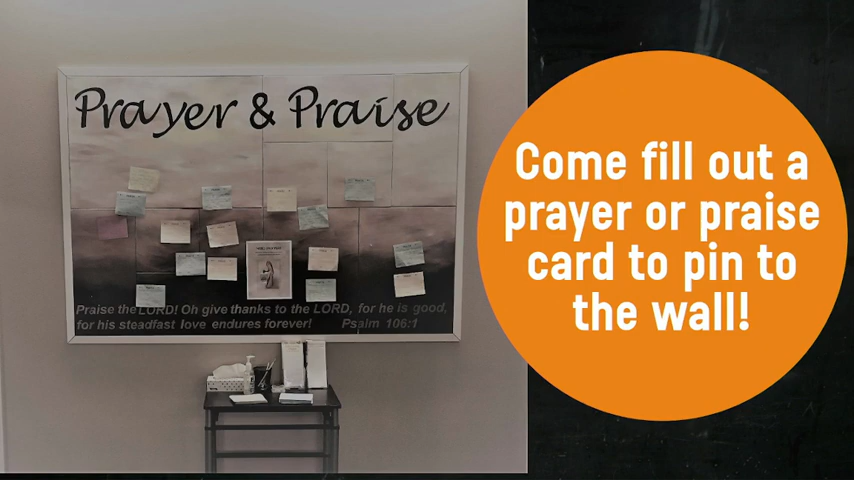 Prayer & Praise
Praise the LORD! Oh give thanks to the LORD, for he is good,
for his steadfast love endures forever! Psalm 106:1
Come fill out a
prayer or praise
card to pin to
the wall!